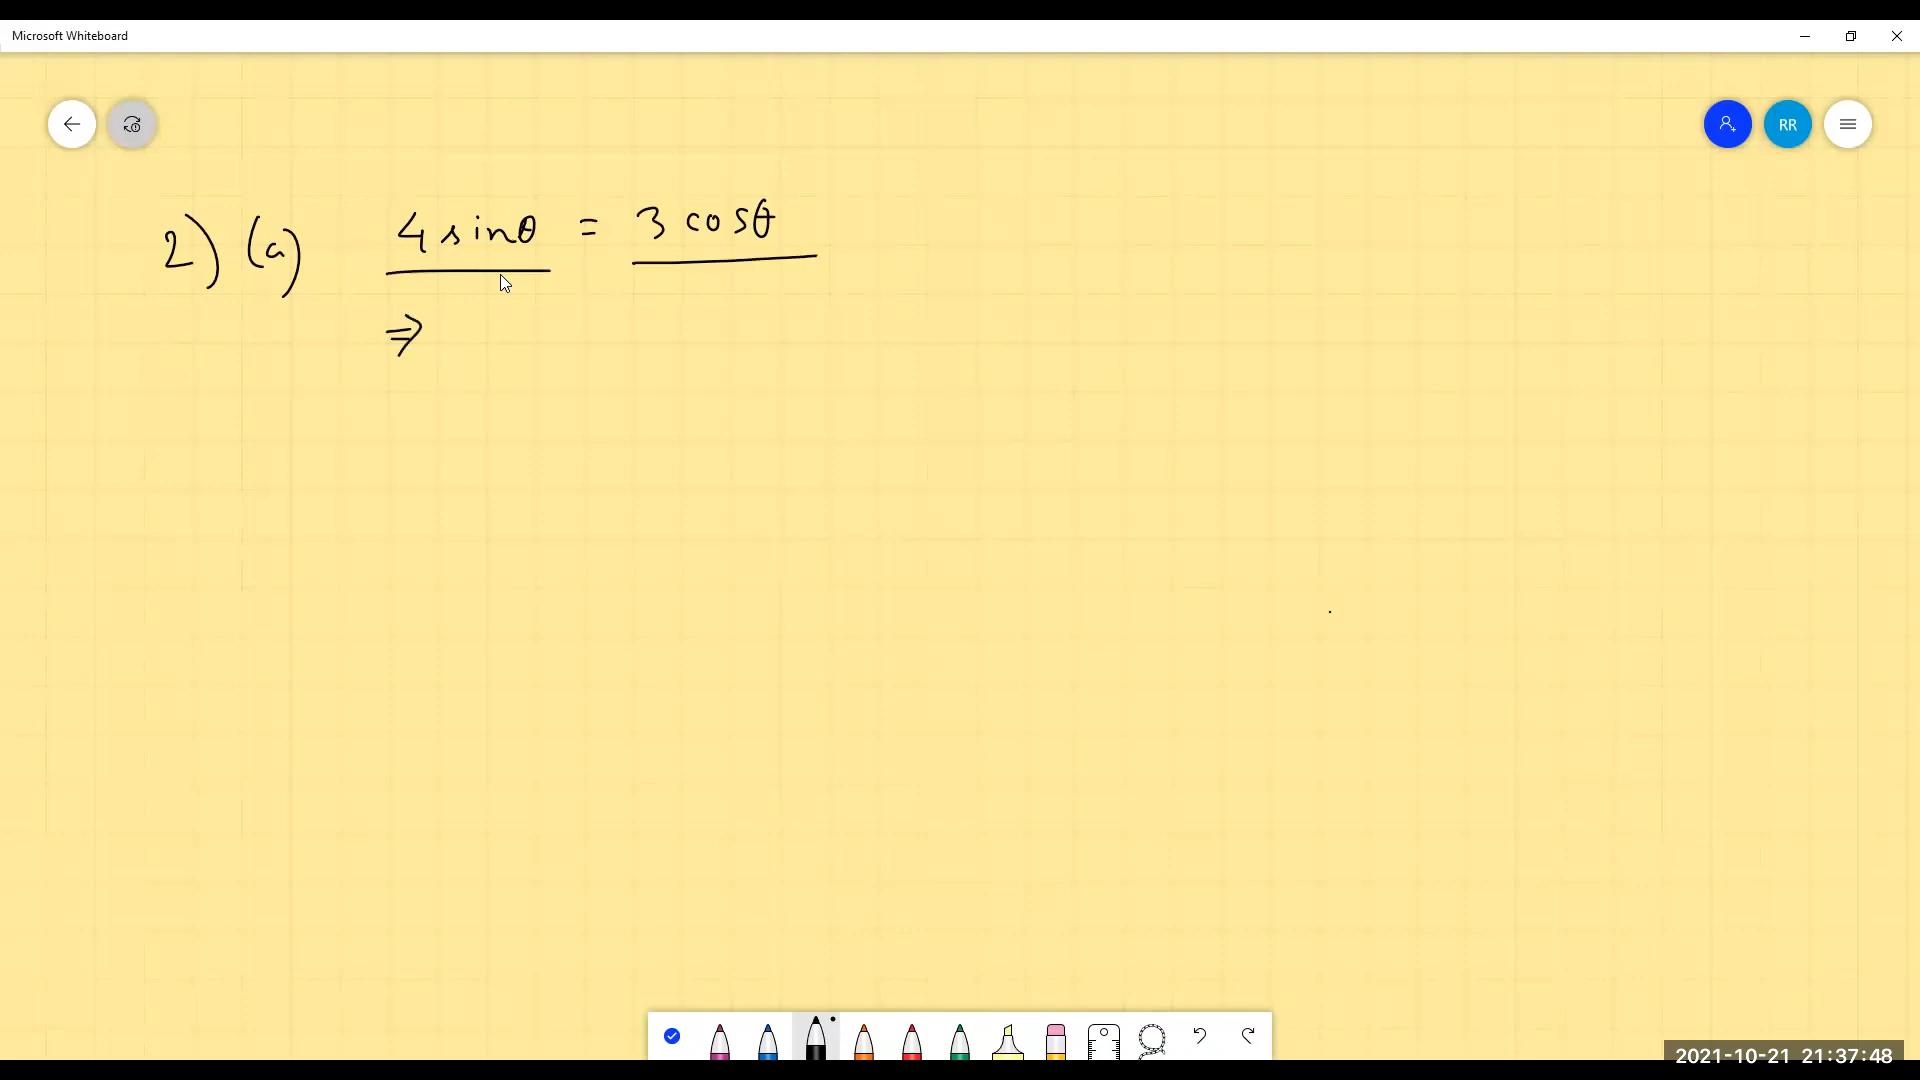 Microsoft Whiteboard
RR
2) (a) 4 sinθ = 3 cosθ
⇒
2021-10-21 21:37:48